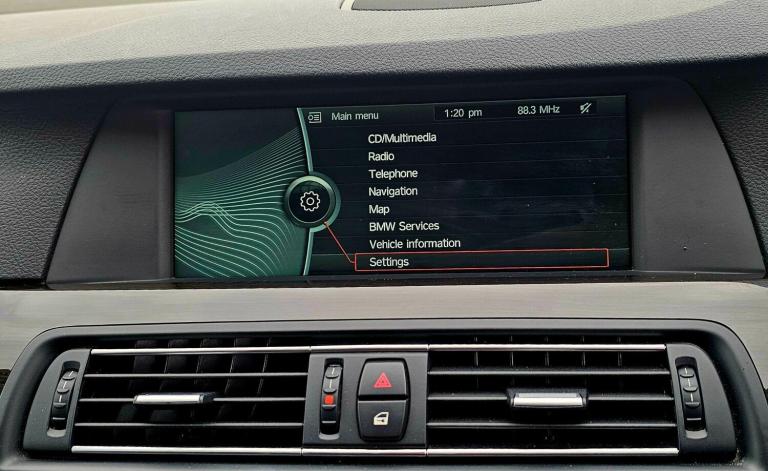 Main menu 1:20 pm 88.3 MHz
CD/Multimedia
Radio
Telephone
Navigation
Map
BMW Services
Vehicle information
Settings